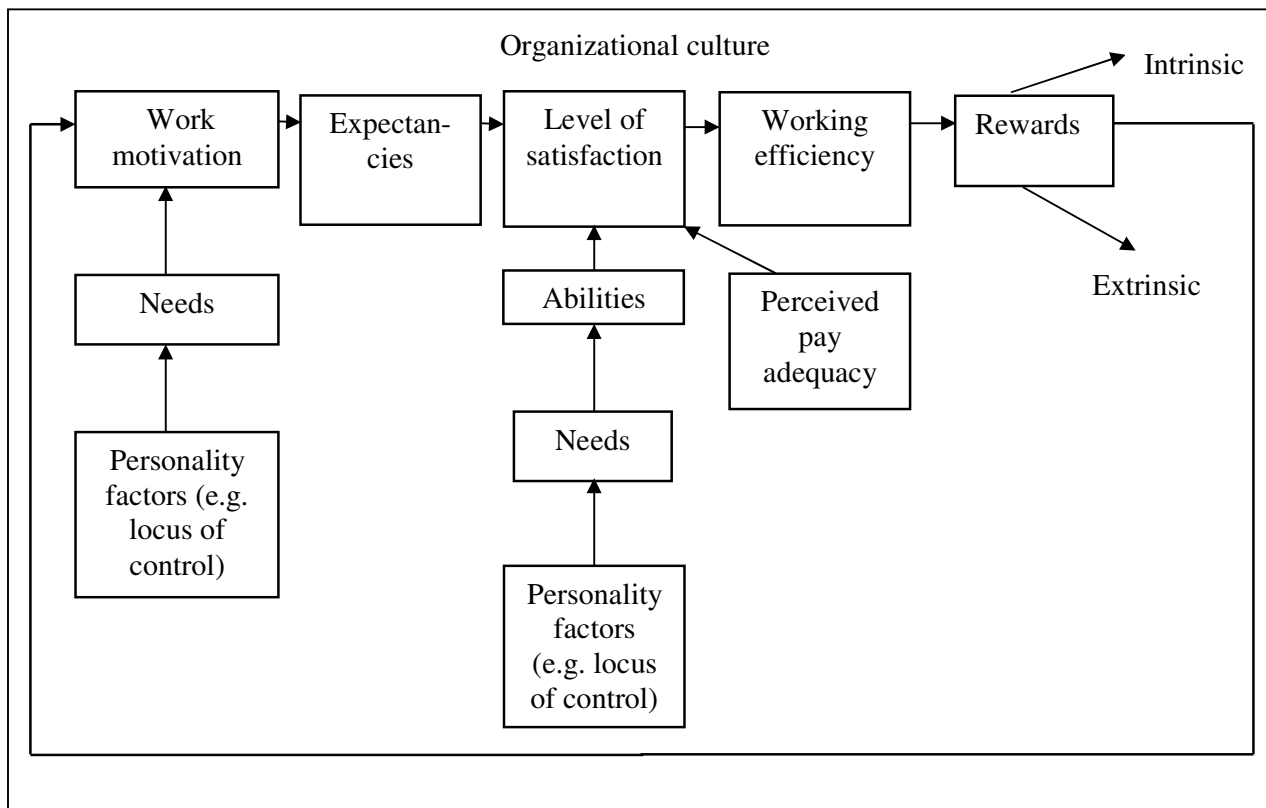 Organizational culture
Intrinsic
Work
motivation
Expectan-
cies
Level of
satisfaction
Working
efficiency
Rewards
Needs
Abilities
Perceived
pay
adequacy
Extrinsic
Personality
factors (e.g.
locus of
control)
Needs
Personality
factors
(e.g. locus
of control)